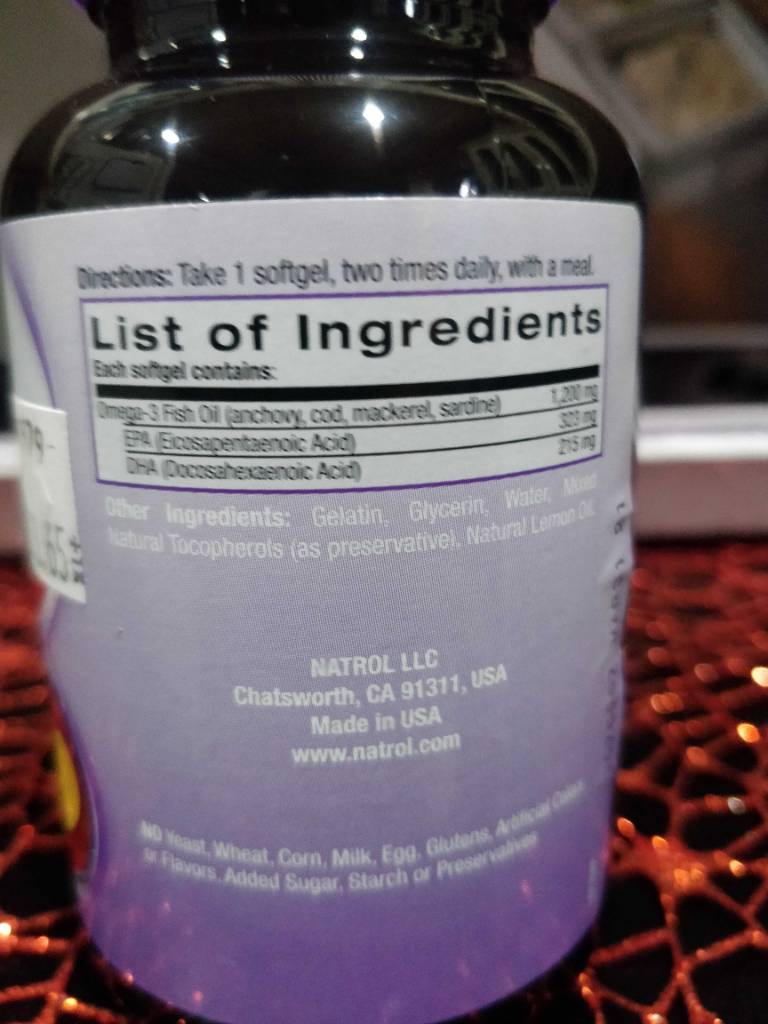 Directions: Take 1 softgel, two times daily, with a meal.
List of Ingredients
Each softgel contains:
Omega-3 Fish Oil (anchovy, cod, mackerel, sardine) 1,200 mg
EPA (Eicosapentaenoic Acid) 323 mg
DHA (Docosahexaenoic Acid) 215 mg
Other Ingredients: Gelatin, Glycerin, Water, Mixed
Natural Tocopherols (as preservative), Natural Lemon Oil.
NATROL LLC
Chatsworth, CA 91311, USA
Made in USA
www.natrol.com
NO Yeast, Wheat, Corn, Milk, Egg, Glutens, Artificial Colors
or Flavors, Added Sugar, Starch or Preservatives